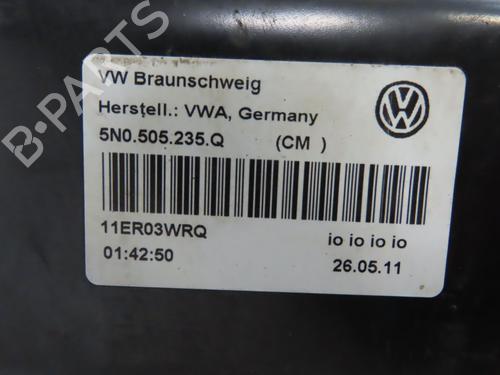 B-PARTS
VW Braunschweig
Herstell.: VWA, Germany
5N0.505.235.Q (CM )
11ER03WRQ io io io io
01:42:50 26.05.11